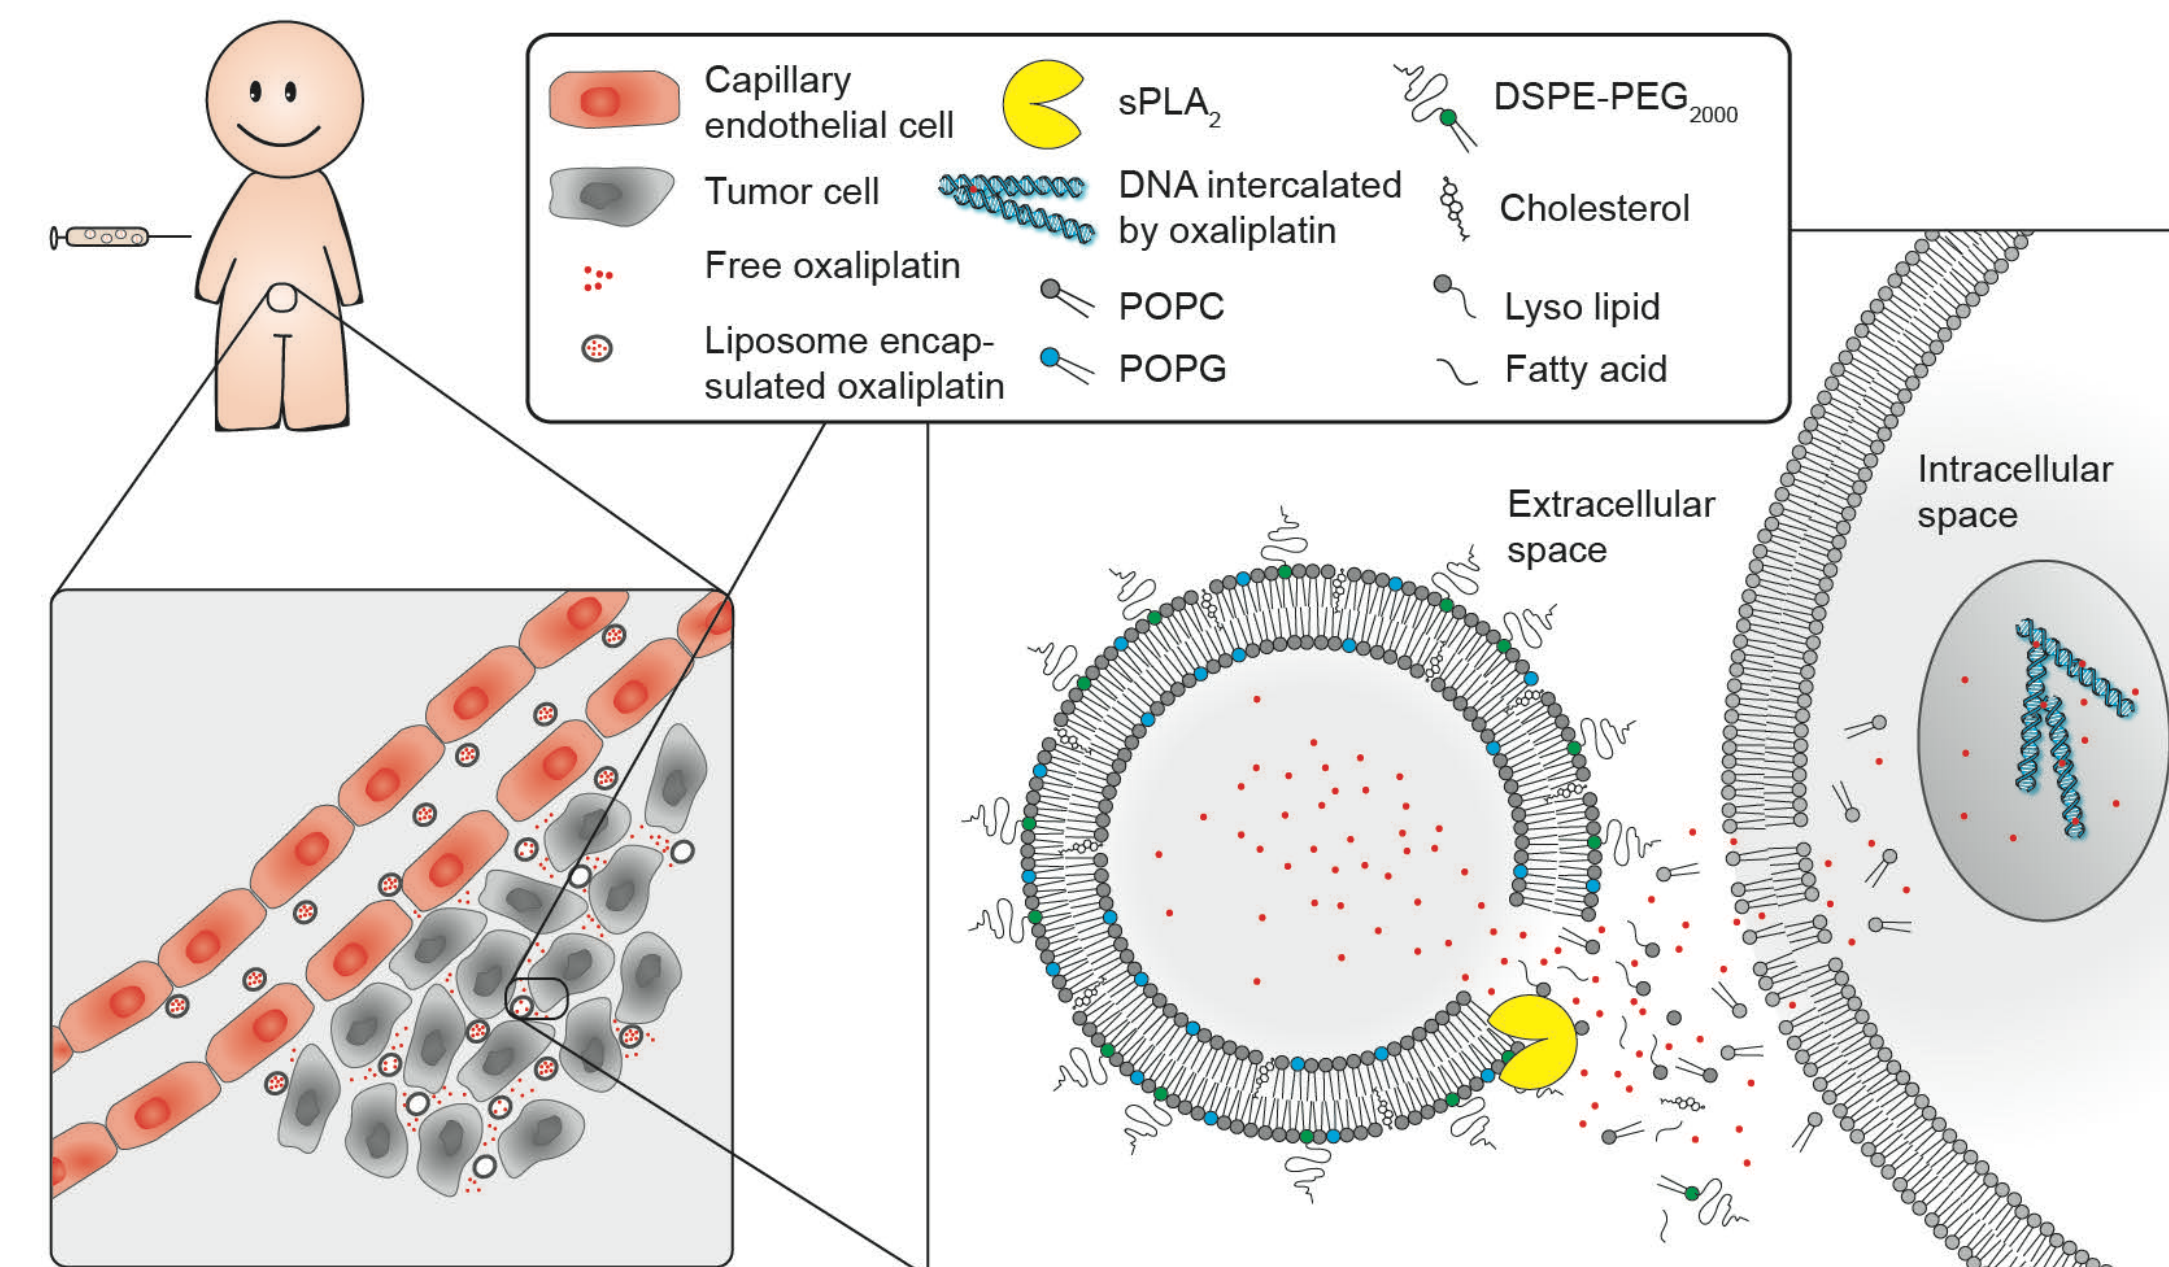 Capillary
endothelial cell
Tumor cell
Free oxaliplatin
Liposome encap-
sulated oxaliplatin
sPLA2
DNA intercalated
by oxaliplatin
POPC
POPG
DSPE-PEG2000
Cholesterol
Lyso lipid
Fatty acid
Extracellular
space
Intracellular
space